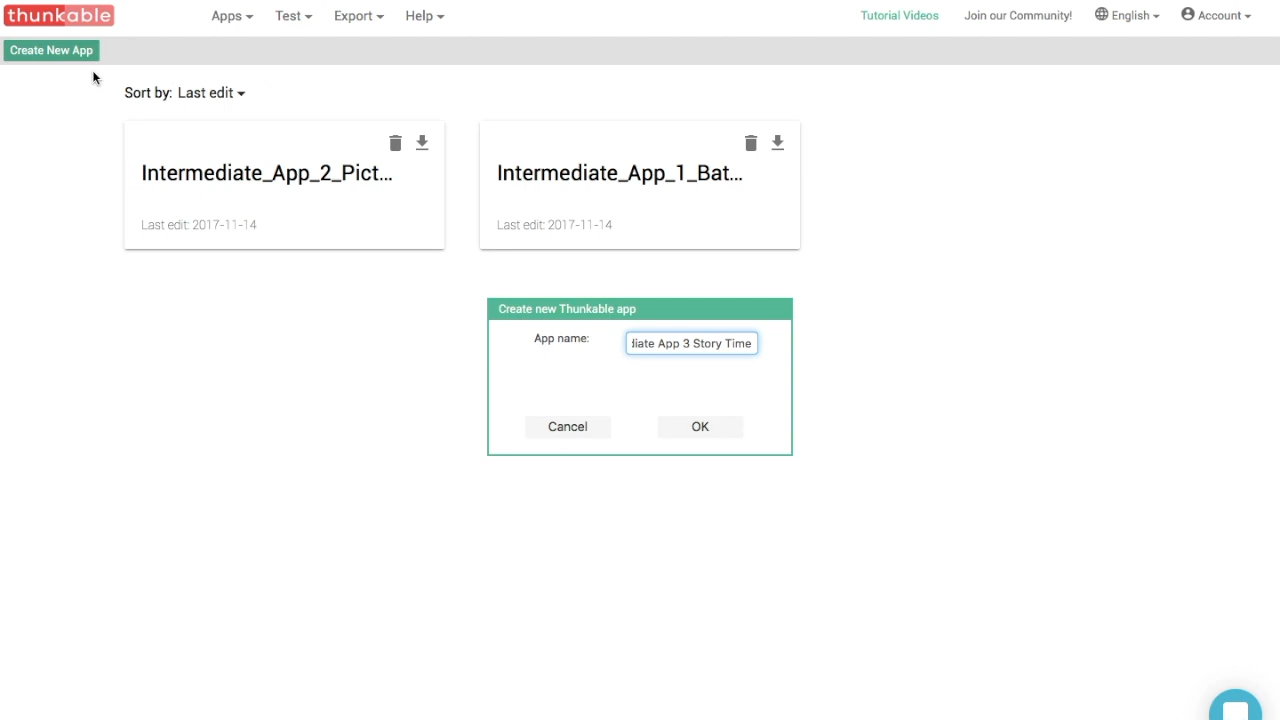 thunkable
Apps Test Export Help Tutorial Videos Join our Community! English Account
Create New App
Sort by: Last edit
Intermediate_App_2_Pict... Intermediate_App_1_Bat...
Last edit: 2017-11-14 Last edit: 2017-11-14
Create new Thunkable app
App name: diate App 3 Story Time
Cancel OK